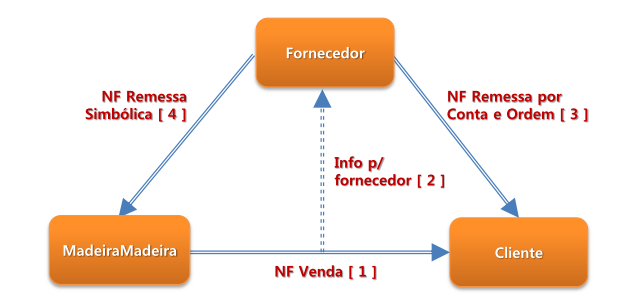 Fornecedor
NF Remessa
Simbólica [ 4 ]
NF Remessa por
Conta e Ordem [ 3 ]
Info p/
fornecedor [ 2 ]
MadeiraMadeira
Cliente
NF Venda [ 1 ]